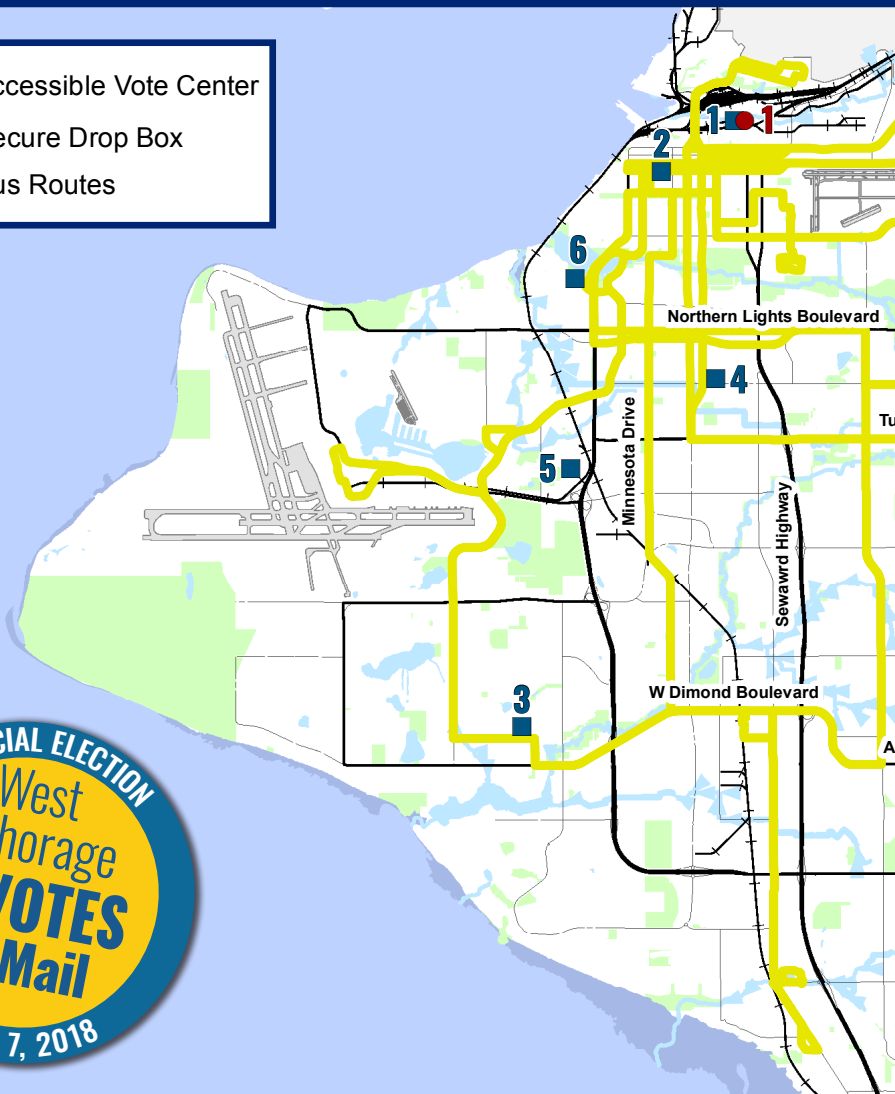 ccessible Vote Center
ecure Drop Box
us Routes
1
1
2
6
Northern Lights Boulevard
4
Tu
Minnesota Drive
5
Sewawrd Highway
3
W Dimond Boulevard
A
CIAL ELECTION
West
horage
VOTES
Mail
7, 2018